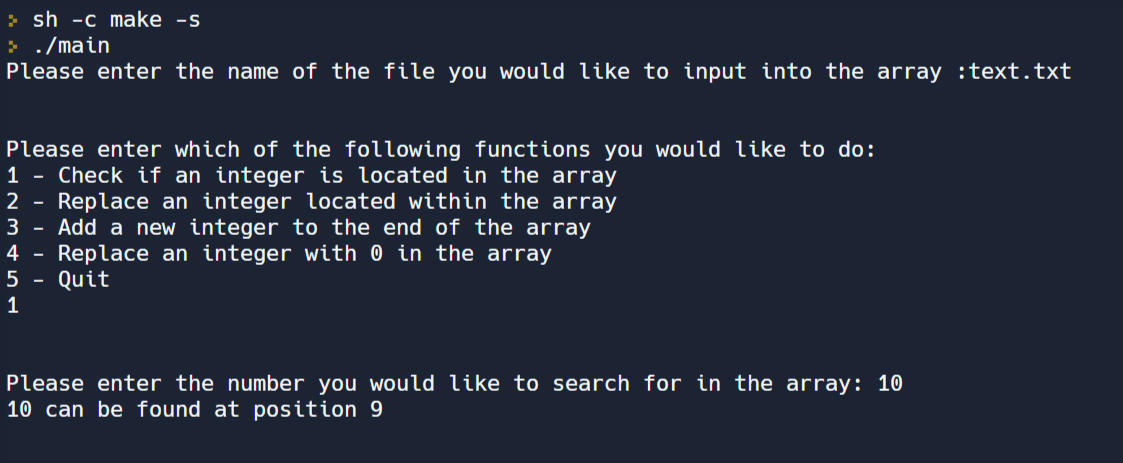 sh -c make -s
./main
Please enter the name of the file you would like to input into the array :text.txt
Please enter which of the following functions you would like to do:
1 - Check if an integer is located in the array
2 - Replace an integer located within the array
3 - Add a new integer to the end of the array
4 - Replace an integer with 0 in the array
5 - Quit
1
Please enter the number you would like to search for in the array: 10
10 can be found at position 9